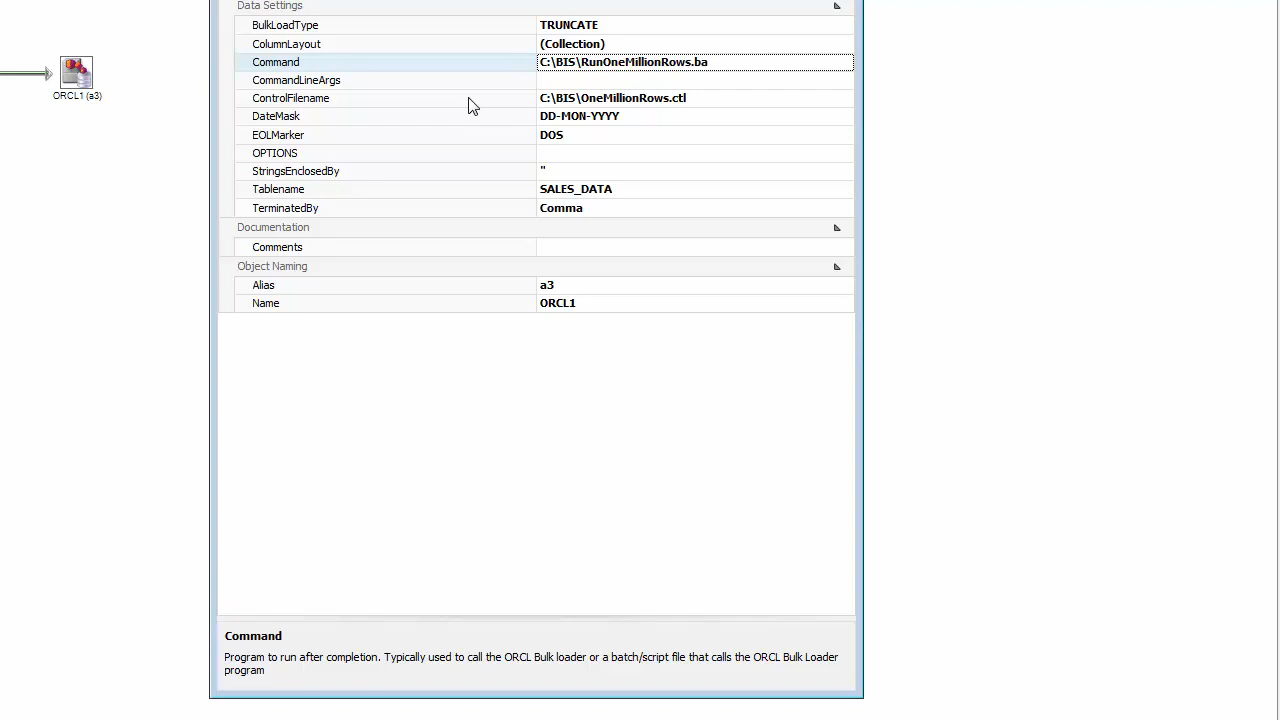 Data Settings
BulkLoadType TRUNCATE
ColumnLayout (Collection)
Command C:\BIS\RunOneMillionRows.ba
CommandLineArgs
ControlFilename C:\BIS\OneMillionRows.ctl
DateMask DD-MON-YYYY
EOLMarker DOS
OPTIONS
StringsEnclosedBy "
Tablename SALES_DATA
TerminatedBy Comma
Documentation
Comments
Object Naming
Alias a3
Name ORCL1
ORCL1 (a3)
Command
Program to run after completion. Typically used to call the ORCL Bulk loader or a batch/script file that calls the ORCL Bulk Loader
program